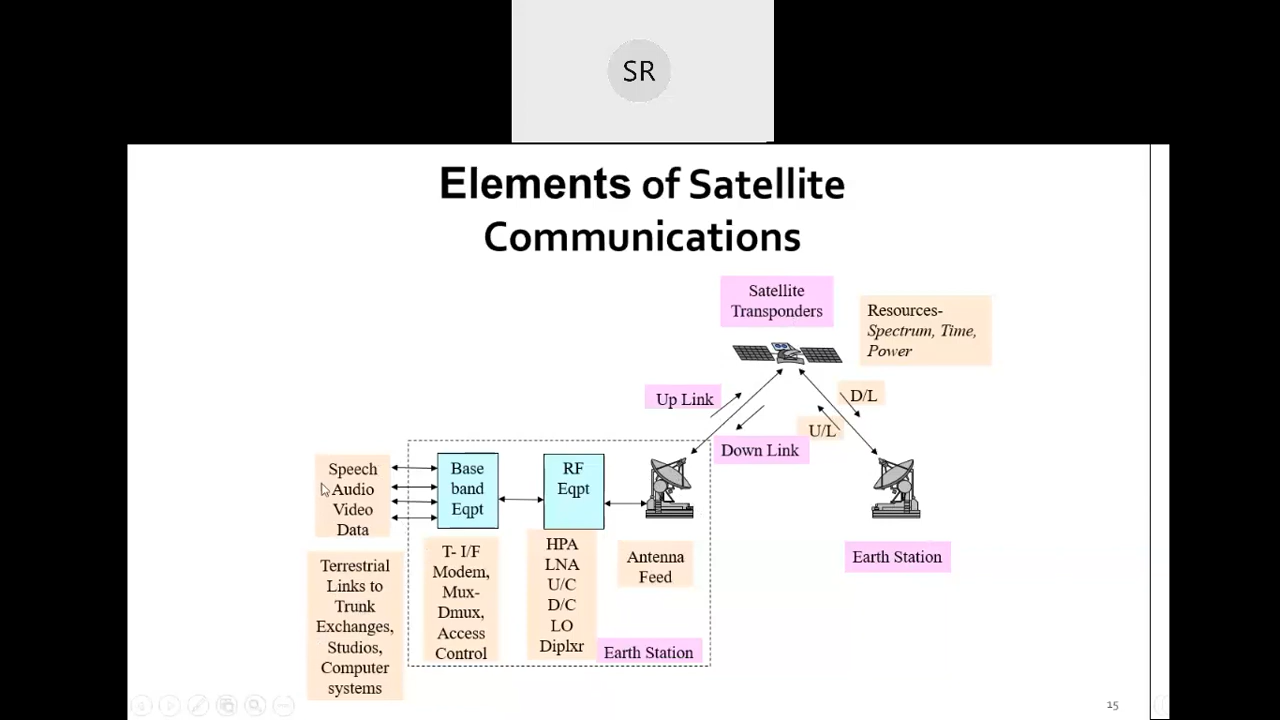 SR
Elements of Satellite
Communications
Satellite
Transponders
Resources-
Spectrum, Time,
Power
Up Link
D/L
U/L
Down Link
Speech
Audio
Video
Data
Base
band
Eqpt
RF
Eqpt
Terrestrial
Links to
Trunk
Exchanges,
Studios,
Computer
systems
T- I/F
Modem,
Mux-
Dmux,
Access
Control
HPA
LNA
U/C
D/C
LO
Diplxr
Antenna
Feed
Earth Station
Earth Station
15